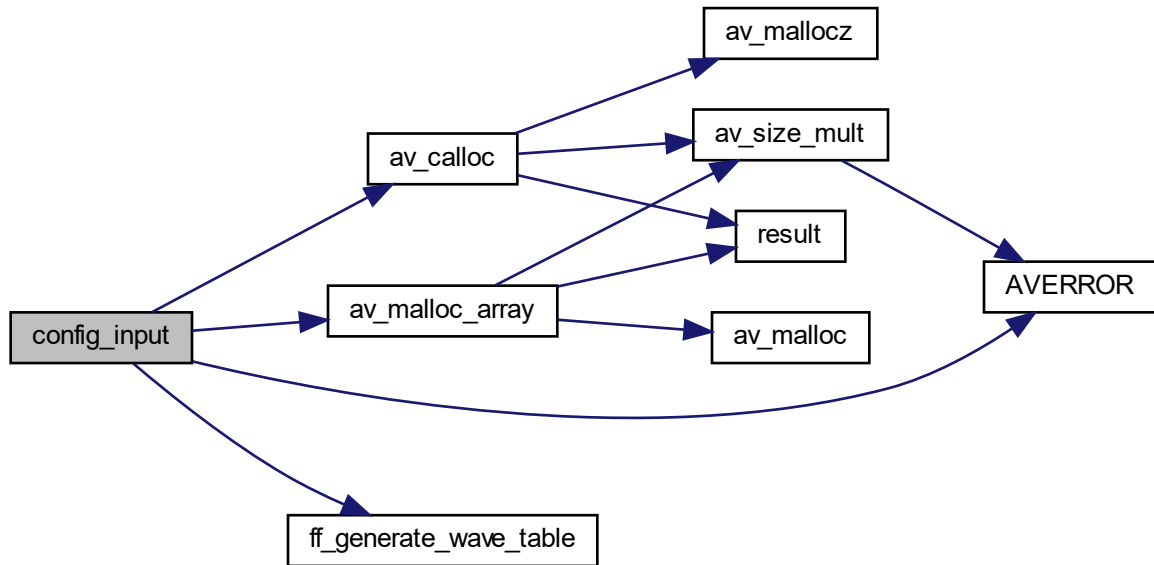 av_mallocz
av_size_mult
av_calloc
result
AVERROR
av_malloc_array
config_input
av_malloc
ff_generate_wave_table